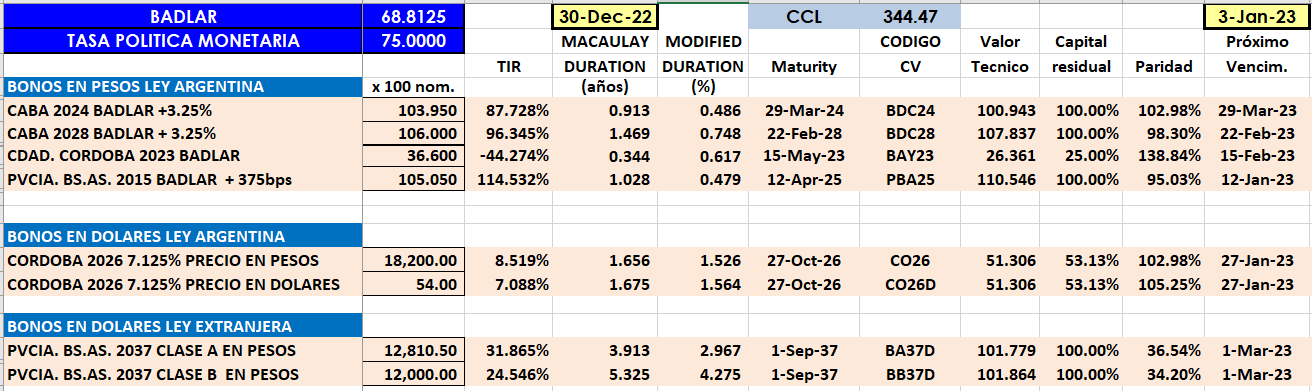 BADLAR 68.8125 30-Dec-22 CCL 344.47 3-Jan-23
TASA POLITICA MONETARIA 75.0000 MACAULAY MODIFIED CODIGO Valor Capital Próximo
TIR DURATION DURATION Maturity CV Tecnico residual Paridad Vencim.
BONOS EN PESOS LEY ARGENTINA x 100 nom. (años) (%)
CABA 2024 BADLAR +3.25% 103.950 87.728% 0.913 0.486 29-Mar-24 BDC24 100.943 100.00% 102.98% 29-Mar-23
CABA 2028 BADLAR + 3.25% 106.000 96.345% 1.469 0.748 22-Feb-28 BDC28 107.837 100.00% 98.30% 22-Feb-23
CDAD. CORDOBA 2023 BADLAR 36.600 -44.274% 0.344 0.617 15-May-23 BAY23 26.361 25.00% 138.84% 15-Feb-23
PVCIA. BS.AS. 2015 BADLAR + 375bps 105.050 114.532% 1.028 0.479 12-Apr-25 PBA25 110.546 100.00% 95.03% 12-Jan-23
BONOS EN DOLARES LEY ARGENTINA
CORDOBA 2026 7.125% PRECIO EN PESOS 18,200.00 8.519% 1.656 1.526 27-Oct-26 CO26 51.306 53.13% 102.98% 27-Jan-23
CORDOBA 2026 7.125% PRECIO EN DOLARES 54.00 7.088% 1.675 1.564 27-Oct-26 CO26D 51.306 53.13% 105.25% 27-Jan-23
BONOS EN DOLARES LEY EXTRANJERA
PVCIA. BS.AS. 2037 CLASE A EN PESOS 12,810.50 31.865% 3.913 2.967 1-Sep-37 BA37D 101.779 100.00% 36.54% 1-Mar-23
PVCIA. BS.AS. 2037 CLASE B EN PESOS 12,000.00 24.546% 5.325 4.275 1-Sep-37 BB37D 101.864 100.00% 34.20% 1-Mar-23